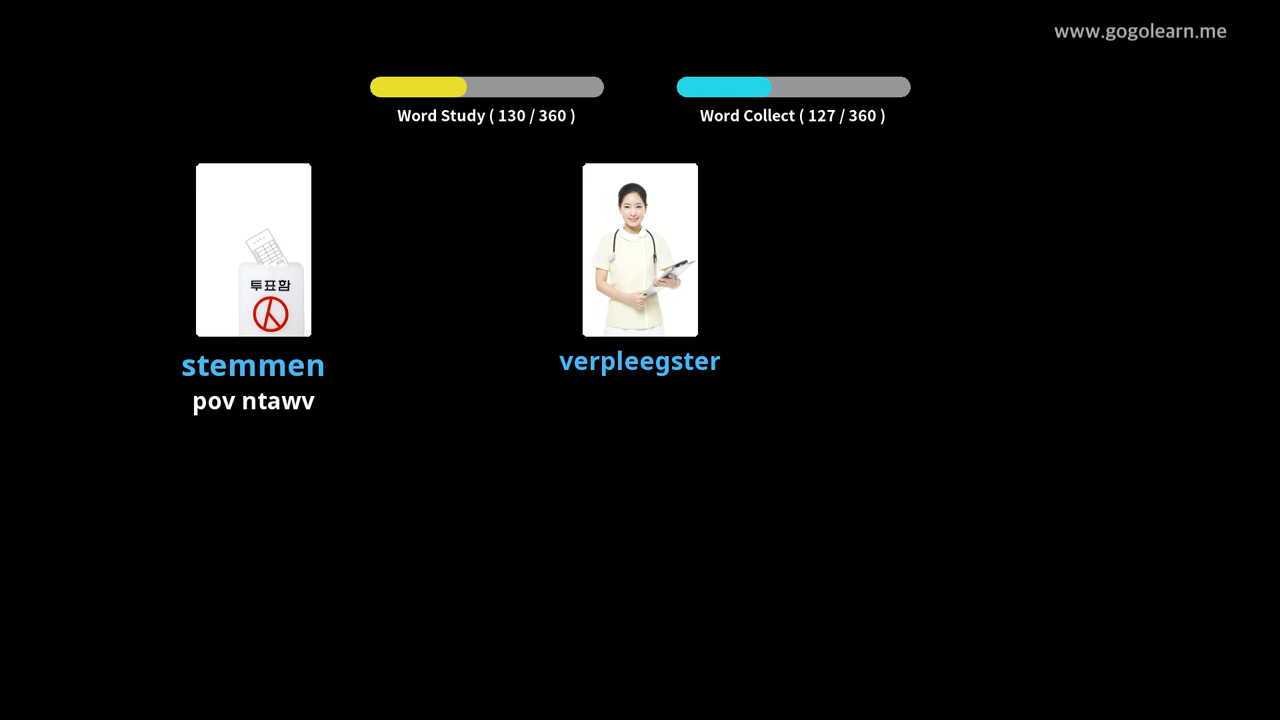 www.gogolearn.me
Word Study ( 130 / 360 )
Word Collect ( 127 / 360 )
투표함
stemmen
pov ntawv
verpleegster